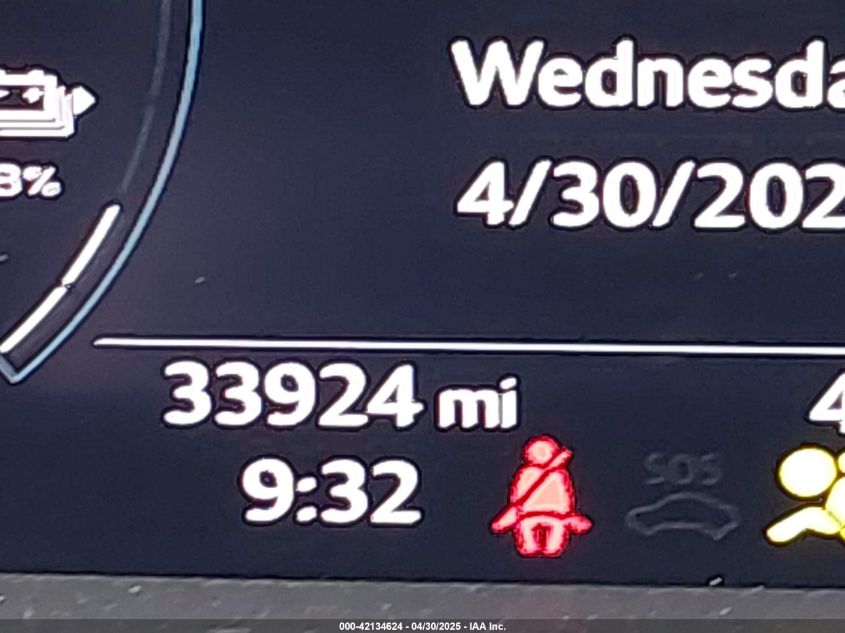 Wednesda
4/30/202
3%
33924 mi
4
9:32
SOS
000-42134624 - 04/30/2025 - IAA Inc.